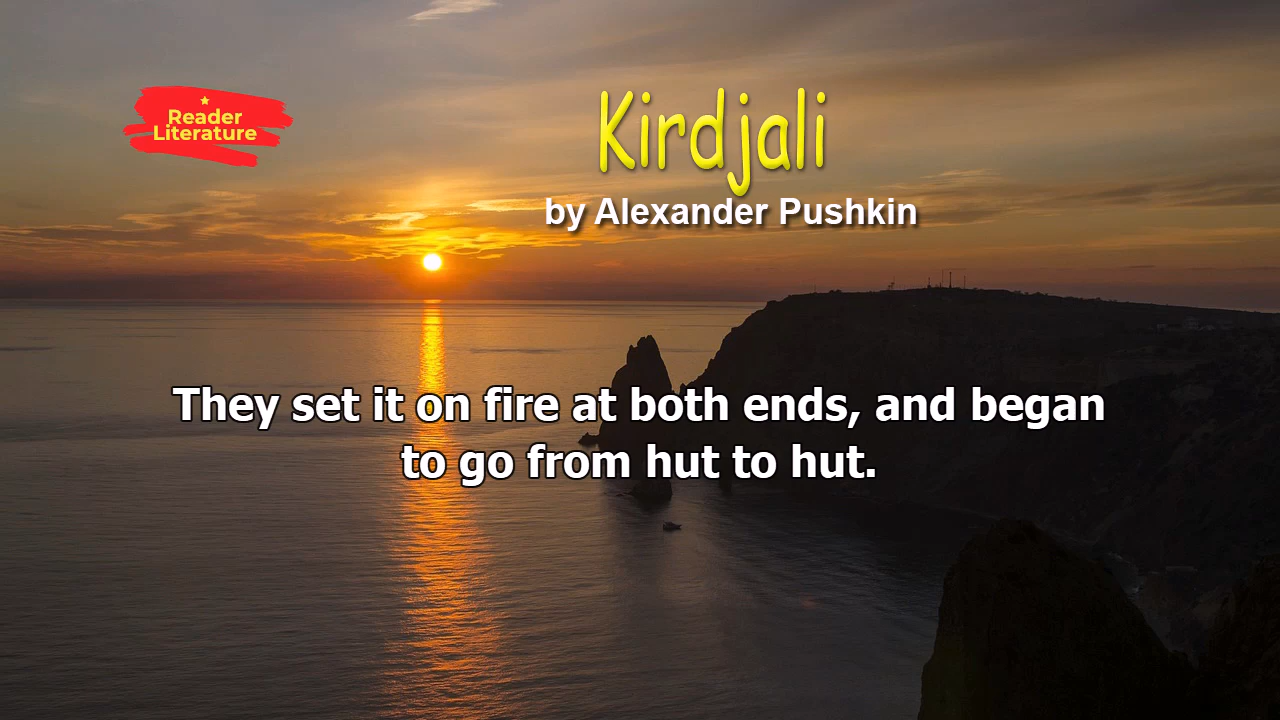 Reader
Literature
Kirdjali
by Alexander Pushkin
They set it on fire at both ends, and began
to go from hut to hut.